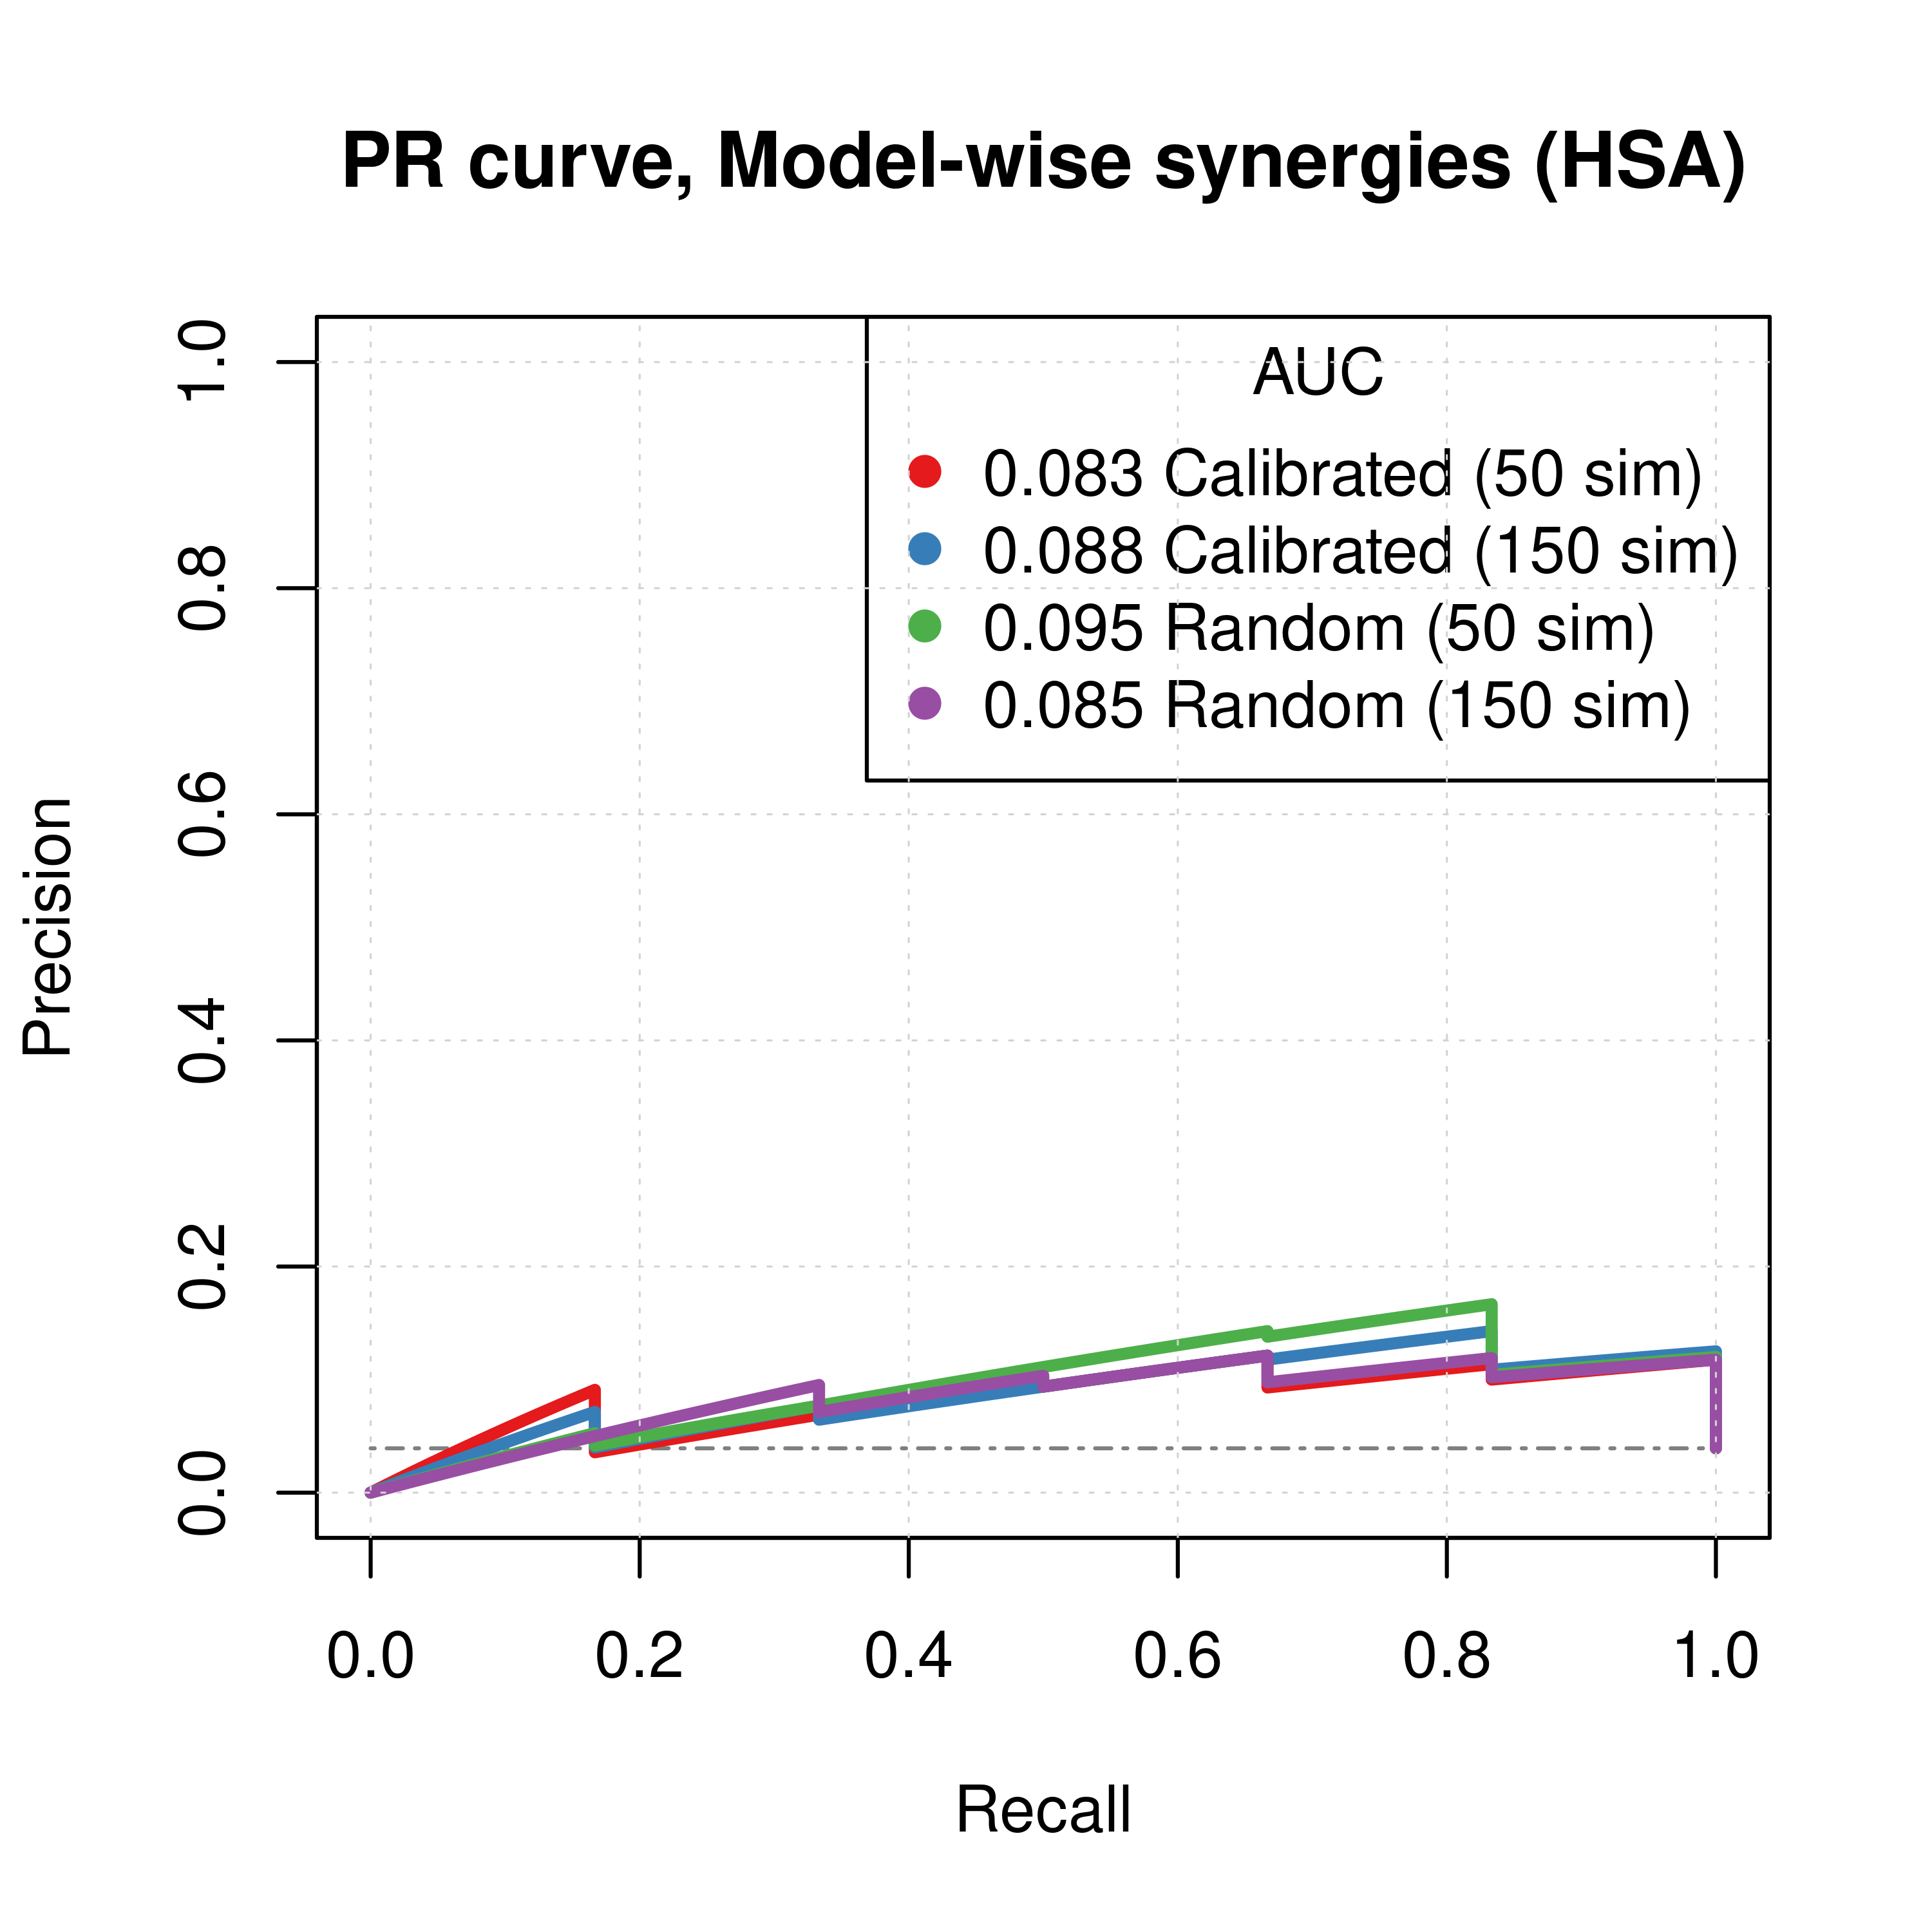 PR curve, Model-wise synergies (HSA)
AUC
0.083 Calibrated (50 sim)
0.088 Calibrated (150 sim)
0.095 Random (50 sim)
0.085 Random (150 sim)
Precision
1.0
0.8
0.6
0.4
0.2
0.0
0.0 0.2 0.4 0.6 0.8 1.0
Recall